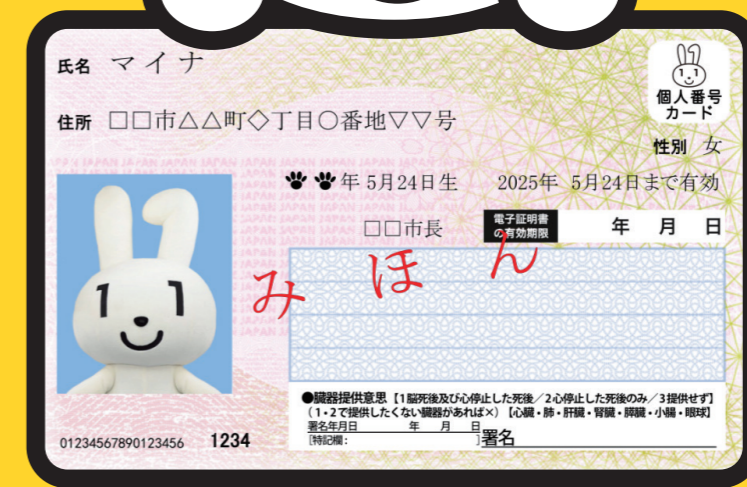 氏名 マイナ
個人番号
カード
住所 □□市△△町◇丁目○番地▽▽号
性別 女
年 5月24日生 2025年 5月24日まで有効
□□市長
電子証明書
の有効期限
年 月 日
みほん
●臓器提供意思【1脳死後及び心停止した死後／2心停止した死後のみ／3提供せず】
（1・2で提供したくない臓器があれば×）【心臓・肺・肝臓・腎臓・膵臓・小腸・眼球】
署名年月日 年 月 日
[特記欄： ]署名
01234567890123456 1234
JAPAN JAPAN JAPAN JAPAN JAPAN